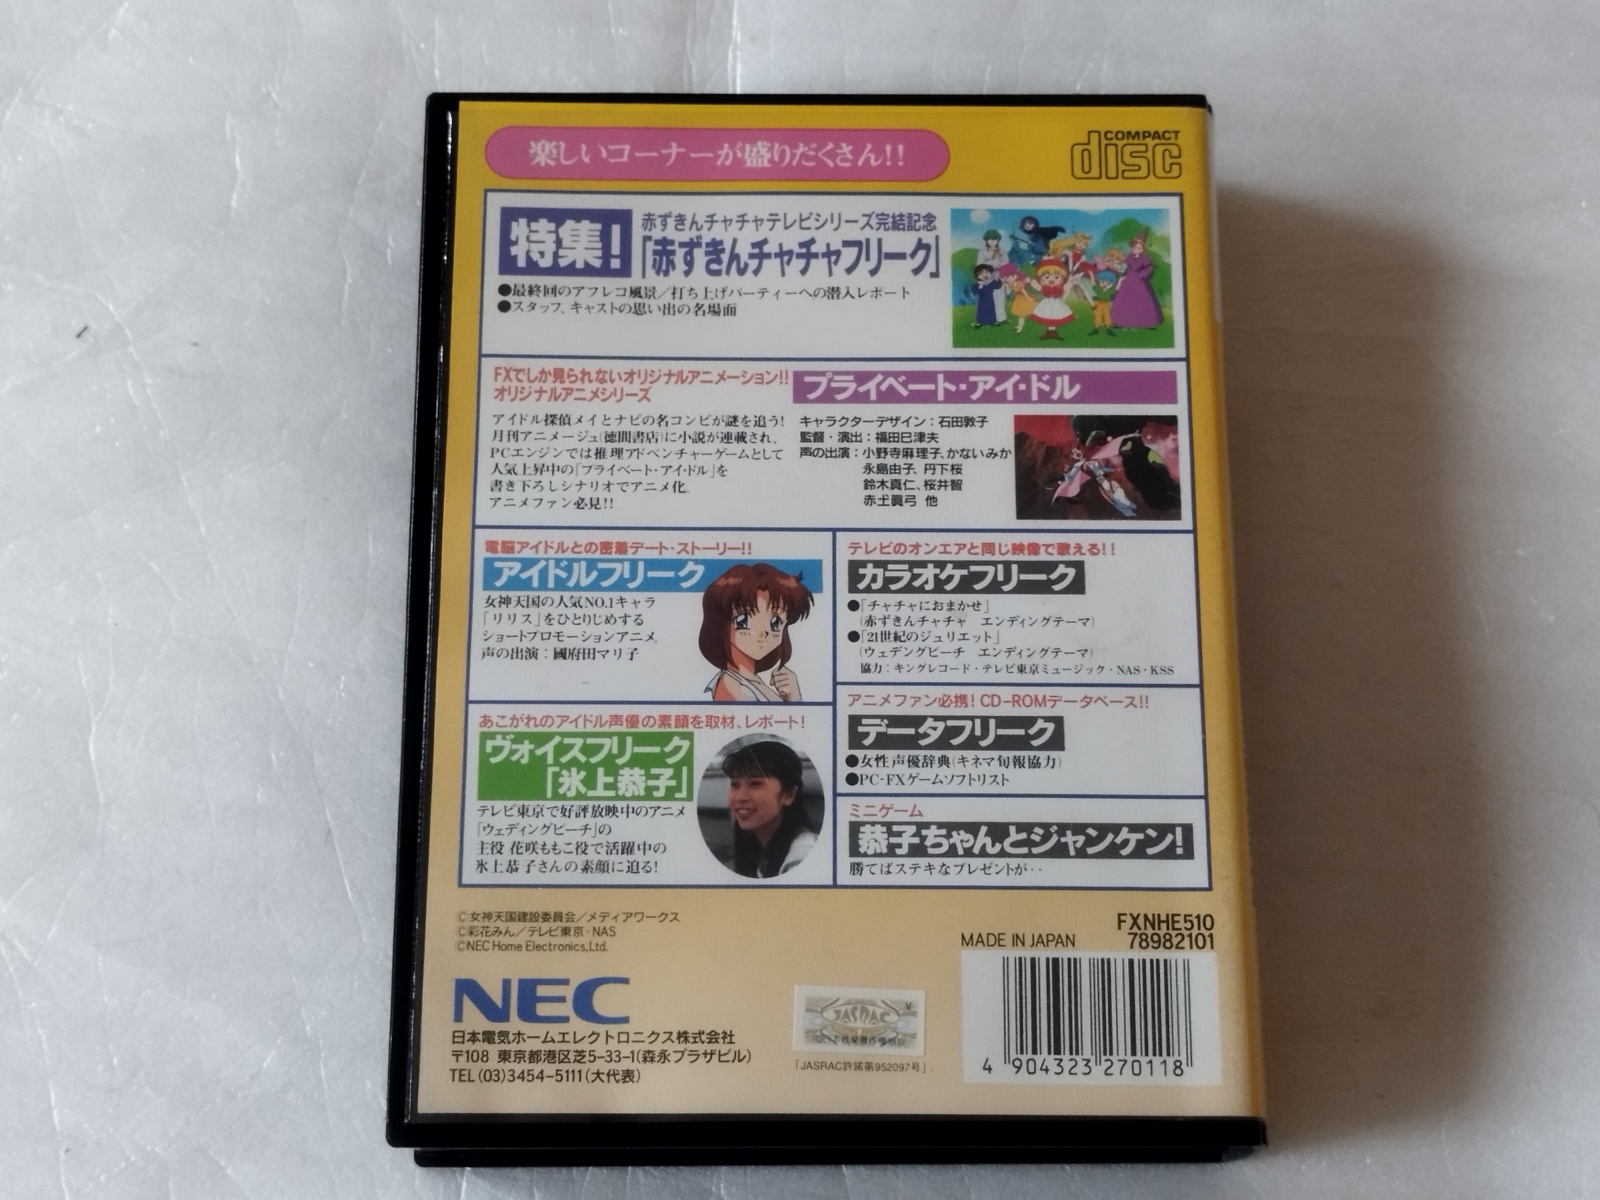 楽しいコーナーが盛りだくさん!!
COMPACT
disc
特集!
赤ずきんチャチャテレビシリーズ完結記念
「赤ずきんチャチャフリーク」
●最終回のアフレコ風景/打ち上げパーティーへの潜入レポート
●スタッフ、キャストの思い出の名場面
FXでしか見られないオリジナルアニメーション!!
オリジナルアニメシリーズ
プライベート・アイ・ドル
アイドル探偵メイとナビの名コンビが謎を追う!
月刊アニメージュ(徳間書店)に小説が連載され、
PCエンジンでは推理アドベンチャーゲームとして
人気上昇中の「プライベート・アイ・ドル」を
書き下ろしシナリオでアニメ化。
アニメファン必見!!
キャラクターデザイン:石田敦子
監督・演出:福田巳津夫
声の出演:小野寺麻理子、かないみか
永島由子、丹下桜
鈴木真仁、桜井智
赤土眞弓 他
電脳アイドルとの密着デート・ストーリー!!
アイドルフリーク
女神天国の人気NO.1キャラ
「リリス」をひとりじめする
ショートプロモーションアニメ。
声の出演:國府田マリ子
あこがれのアイドル声優の素顔を取材、レポート!
ヴォイスフリーク
「氷上恭子」
テレビ東京で好評放映中のアニメ
「ウェディングピーチ」の
主役 花咲ももこ役で活躍中の
氷上恭子さんの素顔に迫る!
テレビのオンエアと同じ映像で歌える!!
カラオケフリーク
●「チャチャにおまかせ」
(赤ずきんチャチャ エンディングテーマ)
●「21世紀のジュリエット」
(ウェデングピーチ エンディングテーマ)
協力:キングレコード・テレビ東京ミュージック・NAS・KSS
アニメファン必携! CD-ROMデータベース!!
データフリーク
●女性声優辞典(キネマ旬報協力)
●PC-FXゲームソフトリスト
ミニゲーム
恭子ちゃんとジャンケン!
勝てばステキなプレゼントが‥
©女神天国建設委員会/メディアワークス
©彩花みん/テレビ東京・NAS
©NEC Home Electronics,Ltd.
NEC
日本電気ホームエレクトロニクス株式会社
〒108 東京都港区芝5-33-1(森永プラザビル)
TEL(03)3454-5111(大代表)
JASRAC
「JASRAC許諾第952097号」
FXNHE510
MADE IN JAPAN 78982101
4 904323 270118